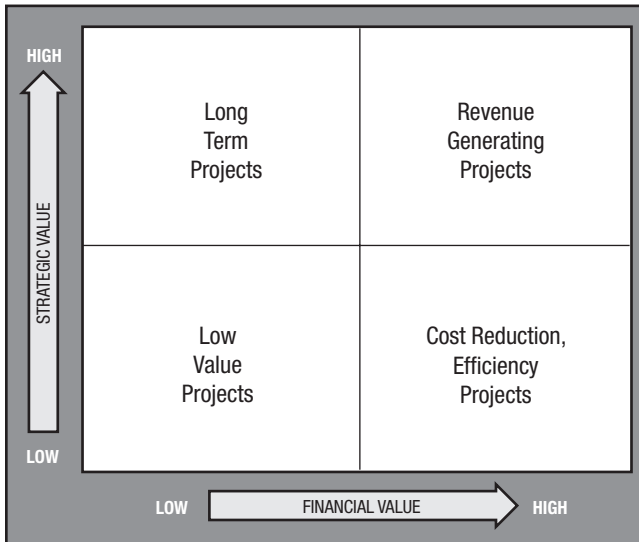 HIGH
STRATEGIC VALUE
LOW
Long
Term
Projects
Revenue
Generating
Projects
Low
Value
Projects
Cost Reduction,
Efficiency
Projects
LOW
FINANCIAL VALUE
HIGH